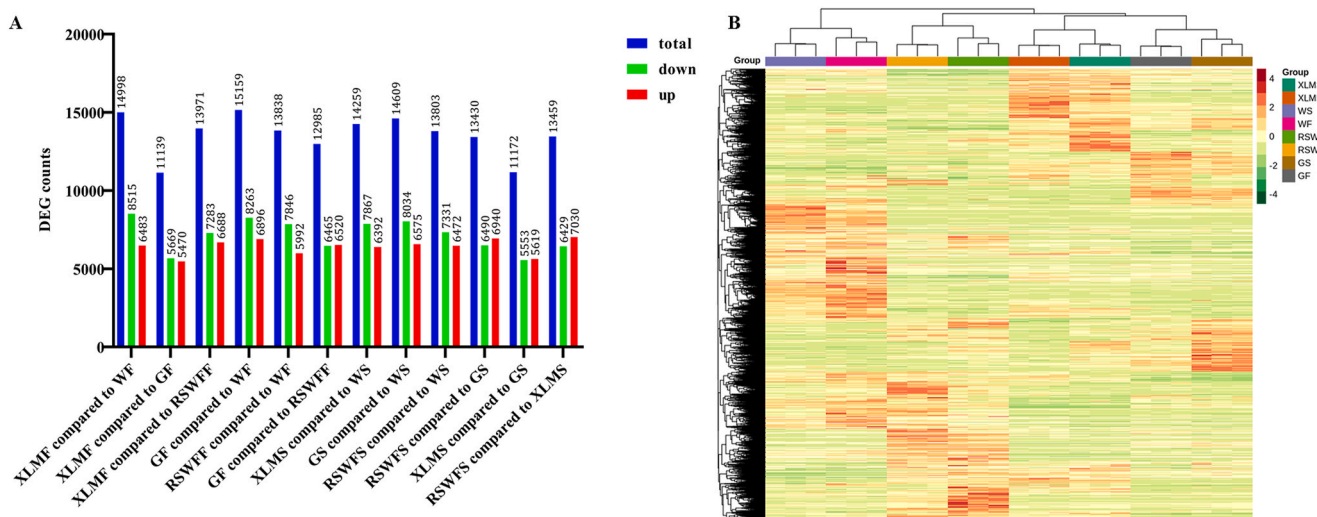 A
DEG counts
20000
15000
10000
5000
0
14998
8515
6483
11139
5669
5470
13971
7283
6688
15159
8263
6896
13838
7846
5992
12985
6465
6520
14259
7867
6392
14609
8034
6575
13803
7331
6472
13430
6490
6940
11172
5553
5619
13459
6429
7030
XLMF compared to WF
XLMF compared to GF
XLMF compared to RSWFF
GF compared to WF
RSWFF compared to WF
GF compared to RSWFF
XLMS compared to WS
GS compared to WS
RSWFS compared to WS
RSWFS compared to GS
XLMS compared to GS
RSWFS compared to XLMS
total
down
up
B
Group
4
2
0
-2
-4
Group
XLM
XLM
WS
WF
RSW
RSW
GS
GF